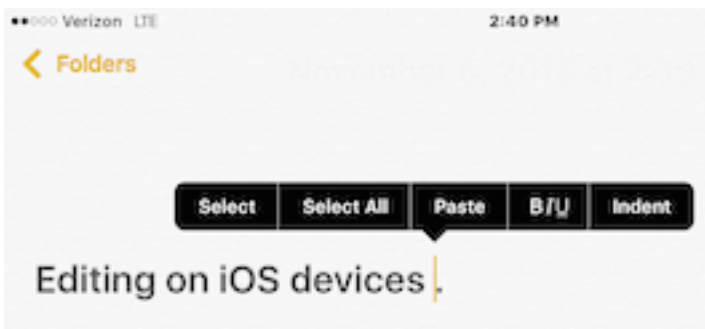 Verizon LTE 2:40 PM
Folders
Select Select All Paste BIU Indent
Editing on iOS devices .